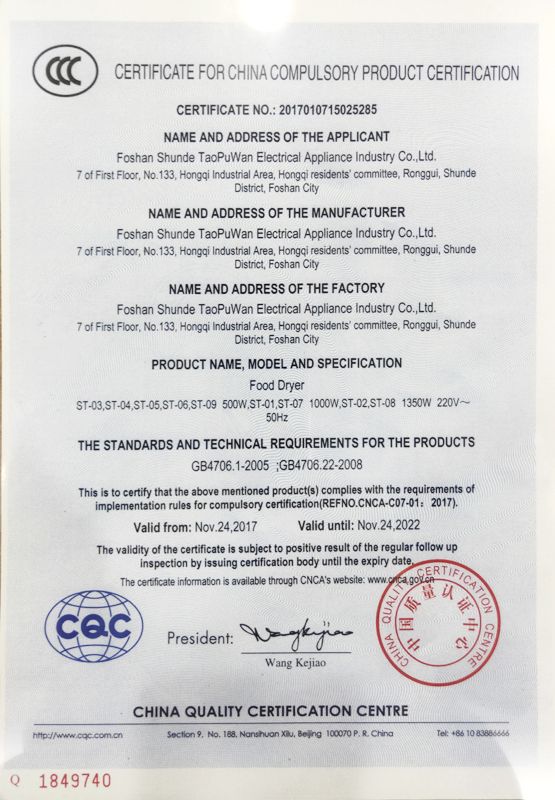 CCC
CERTIFICATE FOR CHINA COMPULSORY PRODUCT CERTIFICATION
CERTIFICATE NO.: 2017010715025285
NAME AND ADDRESS OF THE APPLICANT
Foshan Shunde TaoPuWan Electrical Appliance Industry Co.,Ltd.
7 of First Floor, No.133, Hongqi Industrial Area, Hongqi residents' committee, Ronggui, Shunde
District, Foshan City
NAME AND ADDRESS OF THE MANUFACTURER
Foshan Shunde TaoPuWan Electrical Appliance Industry Co.,Ltd.
7 of First Floor, No.133, Hongqi Industrial Area, Hongqi residents' committee, Ronggui, Shunde
District, Foshan City
NAME AND ADDRESS OF THE FACTORY
Foshan Shunde TaoPuWan Electrical Appliance Industry Co.,Ltd.
7 of First Floor, No.133, Hongqi Industrial Area, Hongqi residents' committee, Ronggui, Shunde
District, Foshan City
PRODUCT NAME, MODEL AND SPECIFICATION
Food Dryer
ST-03,ST-04,ST-05,ST-06,ST-09 500W,ST-01,ST-07 1000W,ST-02,ST-08 1350W 220V～
50Hz
THE STANDARDS AND TECHNICAL REQUIREMENTS FOR THE PRODUCTS
GB4706.1-2005 ;GB4706.22-2008
This is to certify that the above mentioned product(s) complies with the requirements of
implementation rules for compulsory certification(REFNO.CNCA-C07-01：2017).
Valid from: Nov.24,2017 Valid until: Nov.24,2022
The validity of the certificate is subject to positive result of the regular follow up
inspection by issuing certification body until the expiry date.
The certificate information is available through CNCA's website: www.cnca.gov.cn
CHINA QUALITY CERTIFICATION CENTRE
中国质量认证中心
CQC
President: Wangkejiao
Wang Kejiao
CHINA QUALITY CERTIFICATION CENTRE
http://www.cqc.com.cn Section 9, No. 188, Nansihuan Xilu, Beijing 100070 P. R. China Tel: +86 10 83886666
Q 1849740